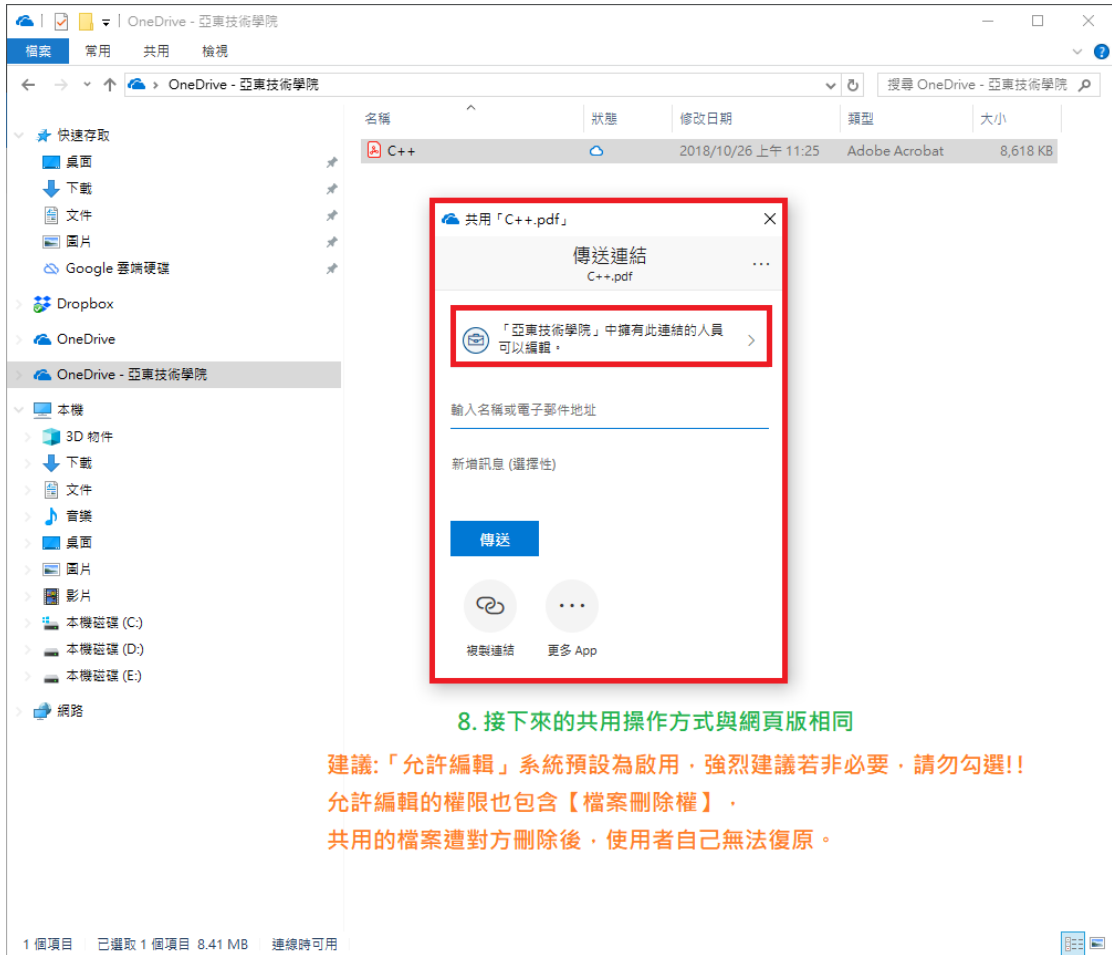 OneDrive - 亞東技術學院
檔案 常用 共用 檢視
OneDrive - 亞東技術學院
搜尋 OneDrive - 亞東技術學院
名稱 狀態 修改日期 類型 大小
C++ 2018/10/26 上午 11:25 Adobe Acrobat 8,618 KB
快速存取
桌面
下載
文件
圖片
Google 雲端硬碟
Dropbox
OneDrive
OneDrive - 亞東技術學院
本機
3D 物件
下載
文件
音樂
桌面
圖片
影片
本機磁碟 (C:)
本機磁碟 (D:)
本機磁碟 (E:)
網路
共用「C++.pdf」
傳送連結
C++.pdf
「亞東技術學院」中擁有此連結的人員
可以編輯。
輸入名稱或電子郵件地址
新增訊息 (選擇性)
傳送
複製連結 更多 App
8. 接下來的共用操作方式與網頁版相同
建議:「允許編輯」系統預設為啟用，強烈建議若非必要，請勿勾選!!
允許編輯的權限也包含【檔案刪除權】，
共用的檔案遭對方刪除後，使用者自己無法復原。
1 個項目 已選取 1 個項目 8.41 MB 連線時可用